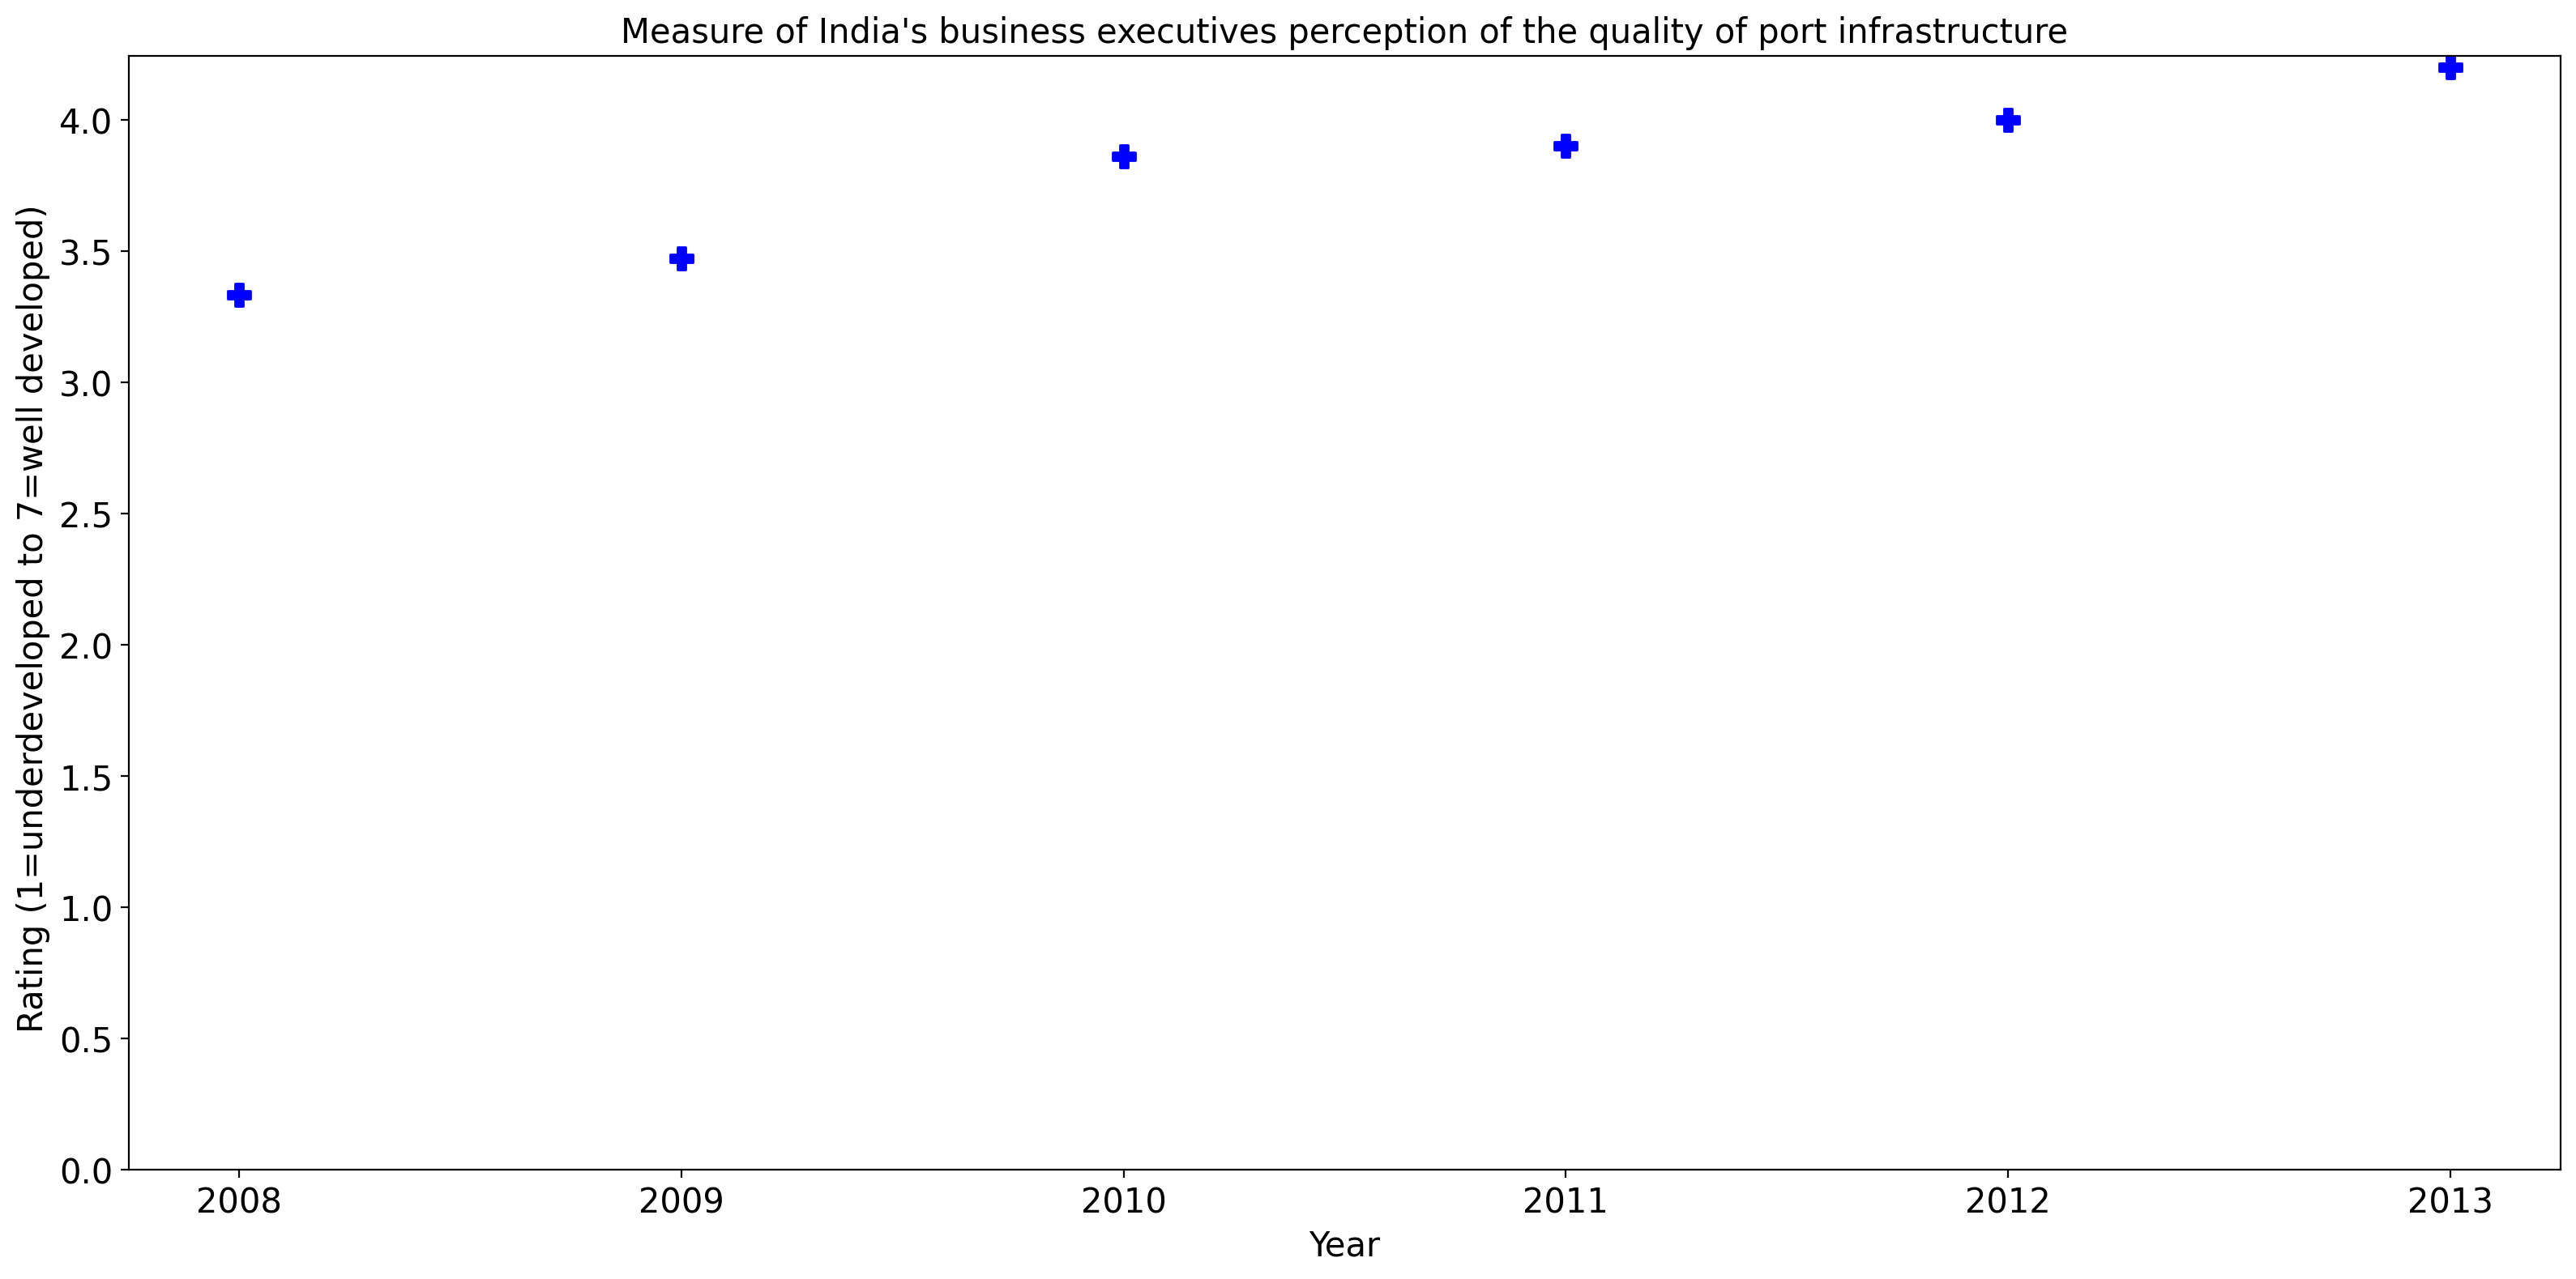 Measure of India's business executives perception of the quality of port infrastructure
Rating (1=underdeveloped to 7=well developed)
4.0
3.5
3.0
2.5
2.0
1.5
1.0
0.5
0.0
2008 2009 2010 2011 2012 2013
Year